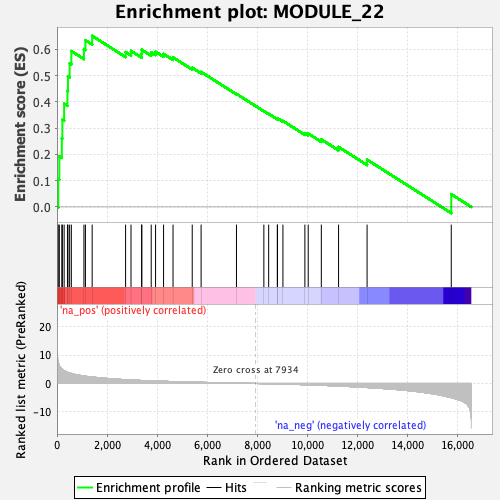 Enrichment plot: MODULE_22
Enrichment score (ES)
0.6
0.5
0.4
0.3
0.2
0.1
0.0
'na_pos' (positively correlated)
Ranked list metric (PreRanked)
20
10
0
-10
Zero cross at 7934
'na_neg' (negatively correlated)
0
2,000
4,000
6,000
8,000
10,000
12,000
14,000
16,000
Rank in Ordered Dataset
Enrichment profile
Hits
Ranking metric scores